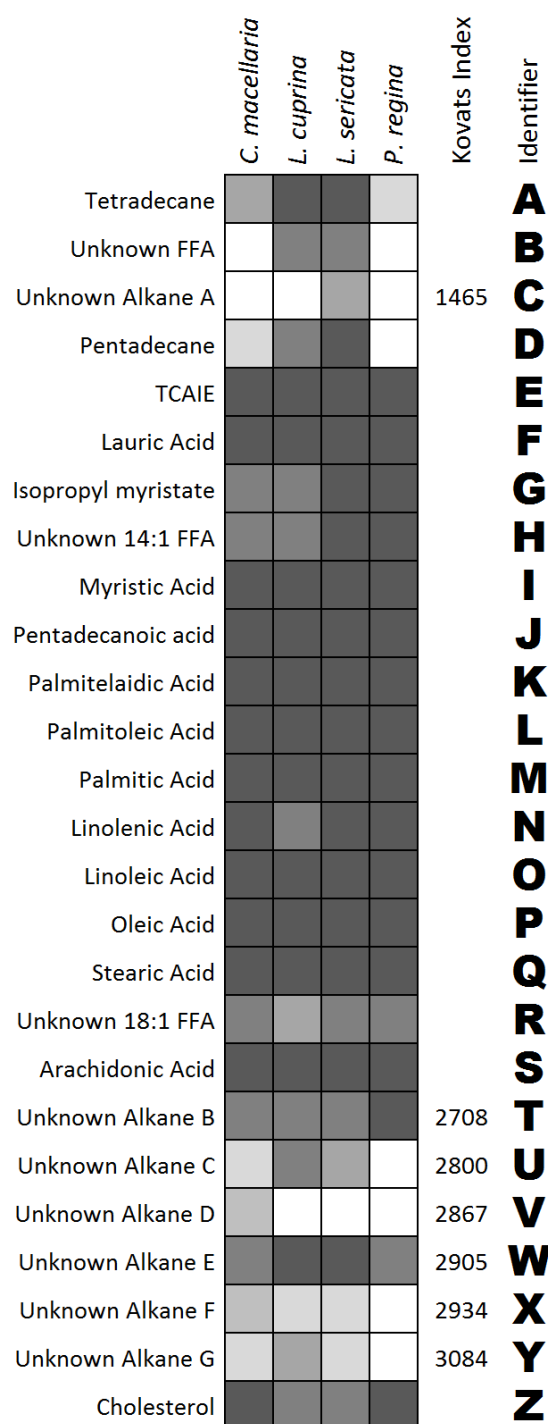 C. macellaria L. cuprina L. sericata P. regina Kovats Index Identifier
Tetradecane A
Unknown FFA B
Unknown Alkane A 1465 C
Pentadecane D
TCAIE E
Lauric Acid F
Isopropyl myristate G
Unknown 14:1 FFA H
Myristic Acid I
Pentadecanoic acid J
Palmitelaidic Acid K
Palmitoleic Acid L
Palmitic Acid M
Linolenic Acid N
Linoleic Acid O
Oleic Acid P
Stearic Acid Q
Unknown 18:1 FFA R
Arachidonic Acid S
Unknown Alkane B 2708 T
Unknown Alkane C 2800 U
Unknown Alkane D 2867 V
Unknown Alkane E 2905 W
Unknown Alkane F 2934 X
Unknown Alkane G 3084 Y
Cholesterol Z